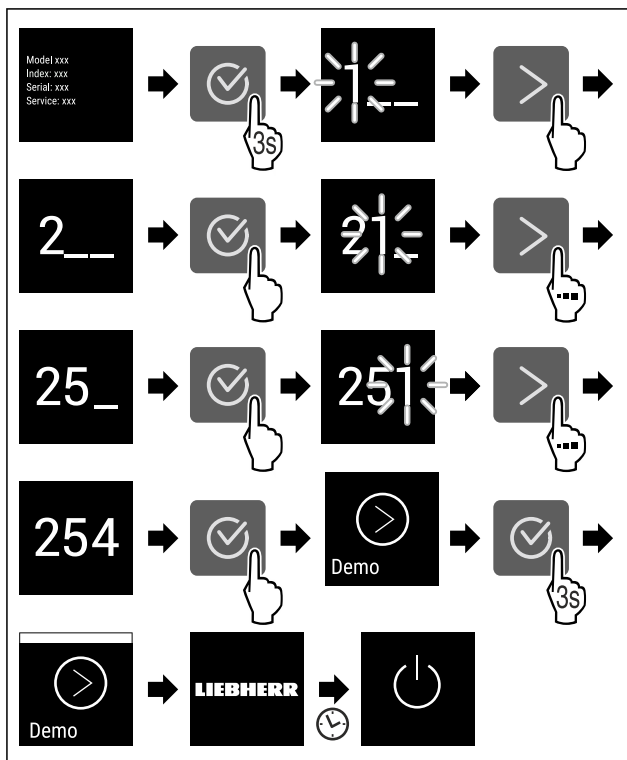 Model xxx
Index: xxx
Serial: xxx
Service: xxx
3s
1__
2__
21_
25_
251
254
Demo
3s
Demo
LIEBHERR